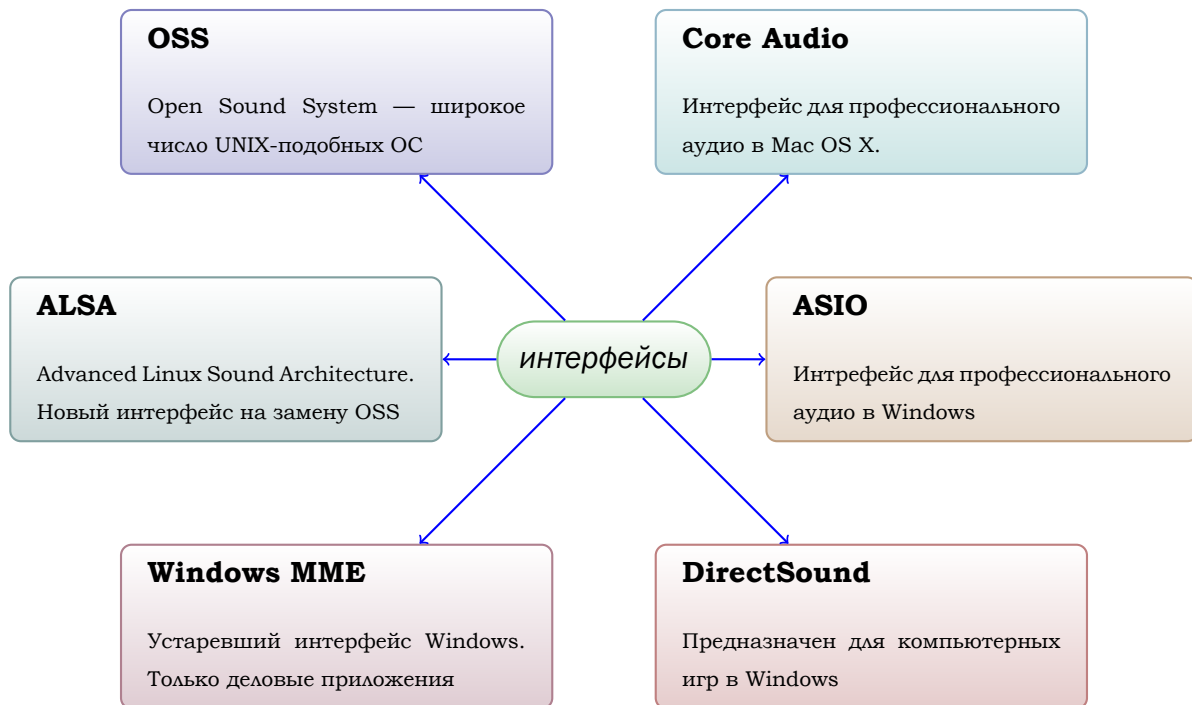 OSS
Open Sound System — широкое
число UNIX-подобных ОС
Core Audio
Интерфейс для профессионального
аудио в Mac OS X.
ALSA
Advanced Linux Sound Architecture.
Новый интерфейс на замену OSS
интерфейсы
ASIO
Интрефейс для профессионального
аудио в Windows
Windows MME
Устаревший интерфейс Windows.
Только деловые приложения
DirectSound
Предназначен для компьютерных
игр в Windows